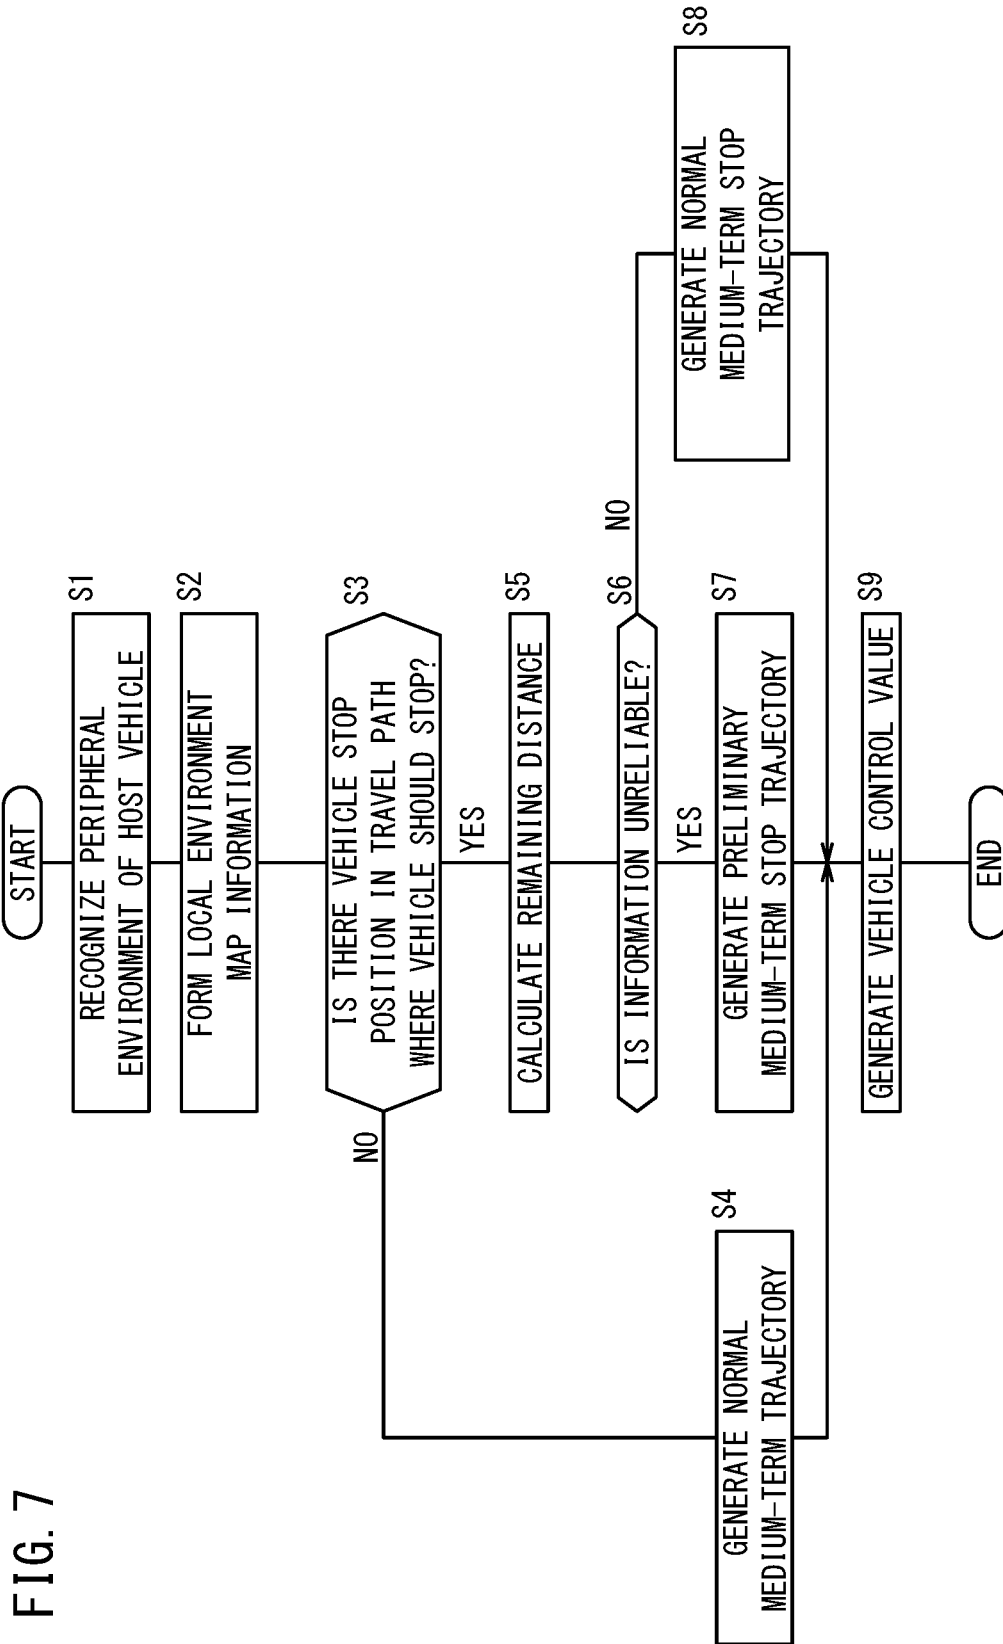 FIG. 7
START
S1
RECOGNIZE PERIPHERAL
ENVIRONMENT OF HOST VEHICLE
S2
FORM LOCAL ENVIRONMENT
MAP INFORMATION
S3
IS THERE VEHICLE STOP
POSITION IN TRAVEL PATH
WHERE VEHICLE SHOULD STOP?
NO
YES
S4
GENERATE NORMAL
MEDIUM-TERM TRAJECTORY
S5
CALCULATE REMAINING DISTANCE
S6
IS INFORMATION UNRELIABLE?
NO
YES
S7
GENERATE PRELIMINARY
MEDIUM-TERM STOP TRAJECTORY
S8
GENERATE NORMAL
MEDIUM-TERM STOP
TRAJECTORY
S9
GENERATE VEHICLE CONTROL VALUE
END